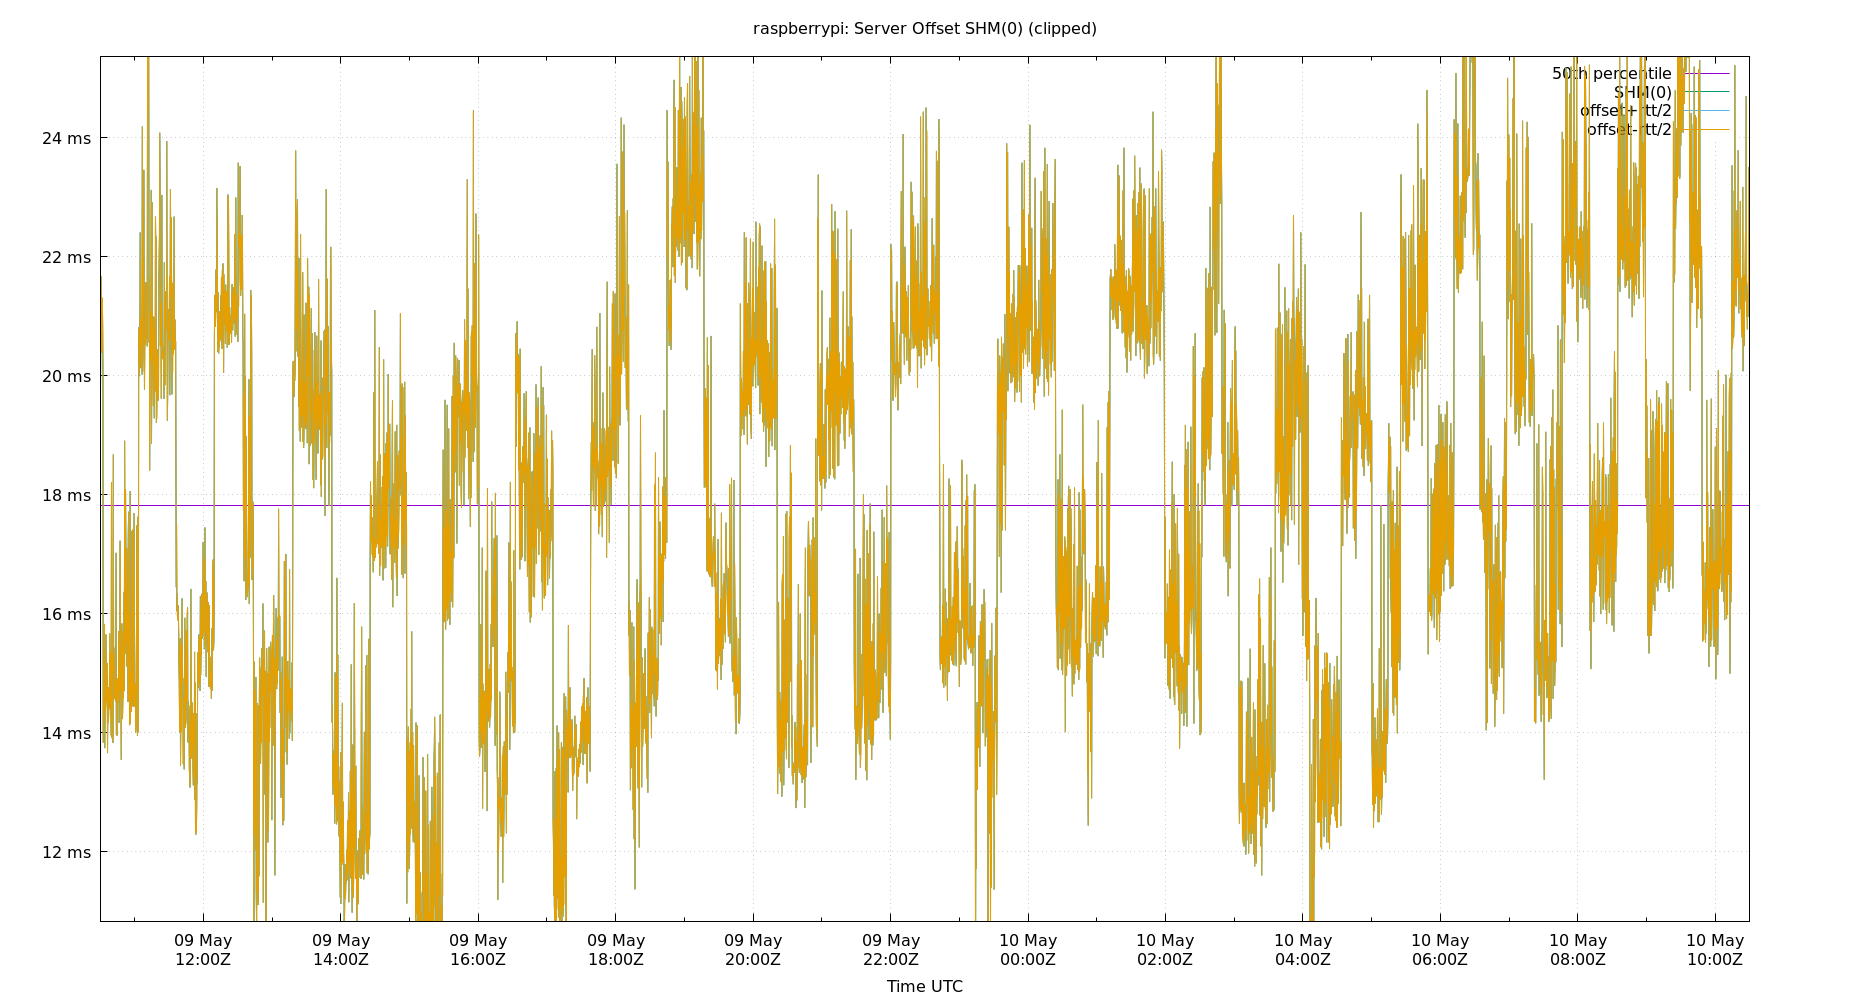 raspberrypi: Server Offset SHM(0) (clipped)
50th percentile
SHM(0)
offset+rtt/2
offset-rtt/2
24 ms
22 ms
20 ms
18 ms
16 ms
14 ms
12 ms
09 May 09 May 09 May 09 May 09 May 09 May 10 May 10 May 10 May 10 May 10 May 10 May
12:00Z 14:00Z 16:00Z 18:00Z 20:00Z 22:00Z 00:00Z 02:00Z 04:00Z 06:00Z 08:00Z 10:00Z
Time UTC